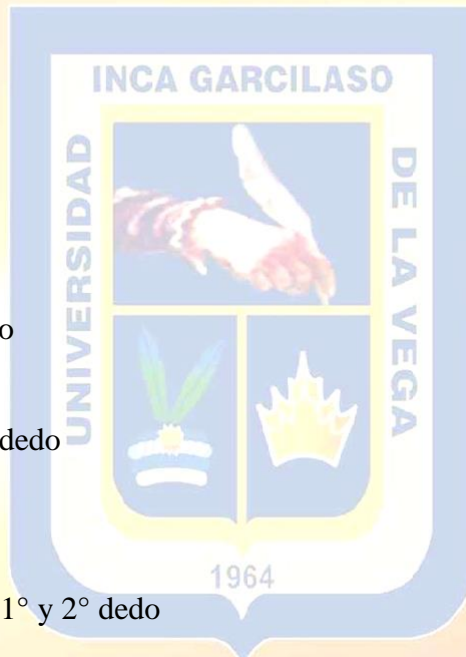 INCA GARCILASO
UNIVERSIDAD
DE LA VEGA
o
dedo
1964
1° y 2° dedo